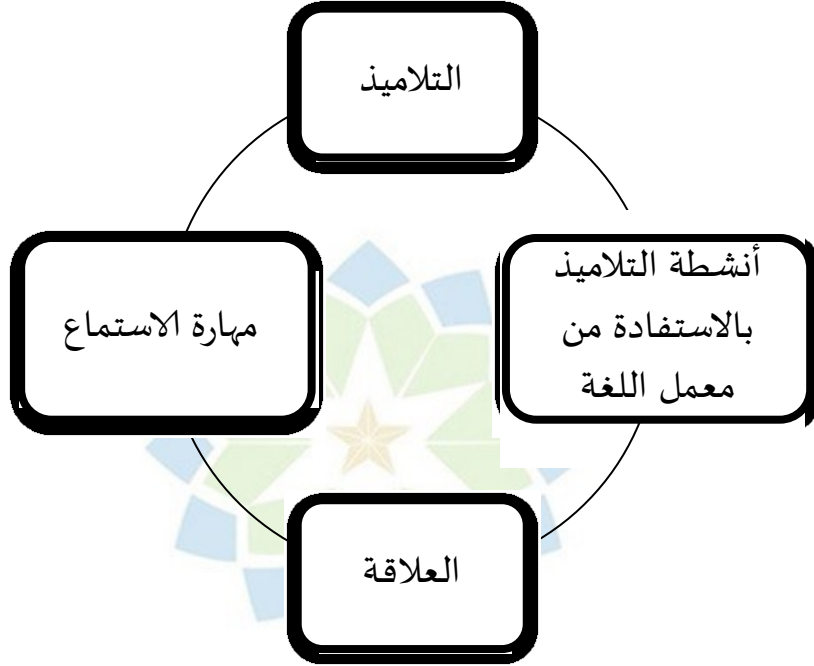 التلاميذ
أنشطة التلاميذ
بالاستفادة من
معمل اللغة
مهارة الاستماع
العلاقة